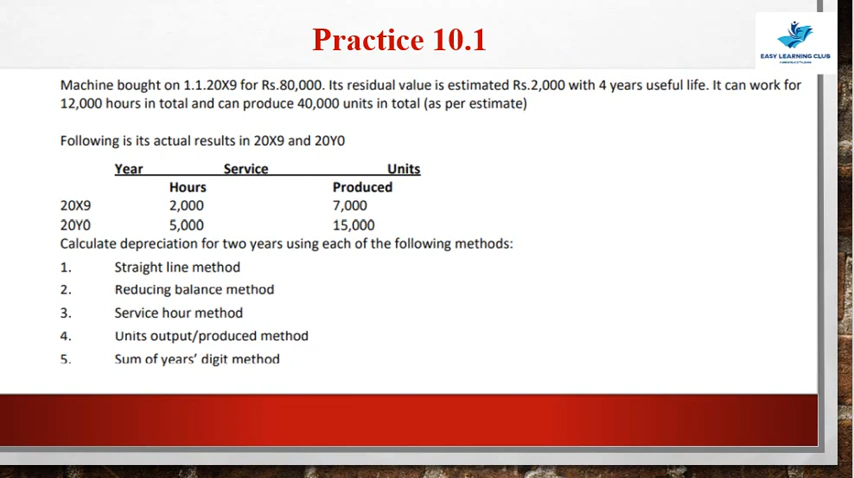 Practice 10.1
EASY LEARNING CLUB
Machine bought on 1.1.20X9 for Rs.80,000. Its residual value is estimated Rs.2,000 with 4 years useful life. It can work for
12,000 hours in total and can produce 40,000 units in total (as per estimate)
Following is its actual results in 20X9 and 20Y0
Year Service Units
Hours Produced
20X9 2,000 7,000
20Y0 5,000 15,000
Calculate depreciation for two years using each of the following methods:
1. Straight line method
2. Reducing balance method
3. Service hour method
4. Units output/produced method
5. Sum of years’ digit method